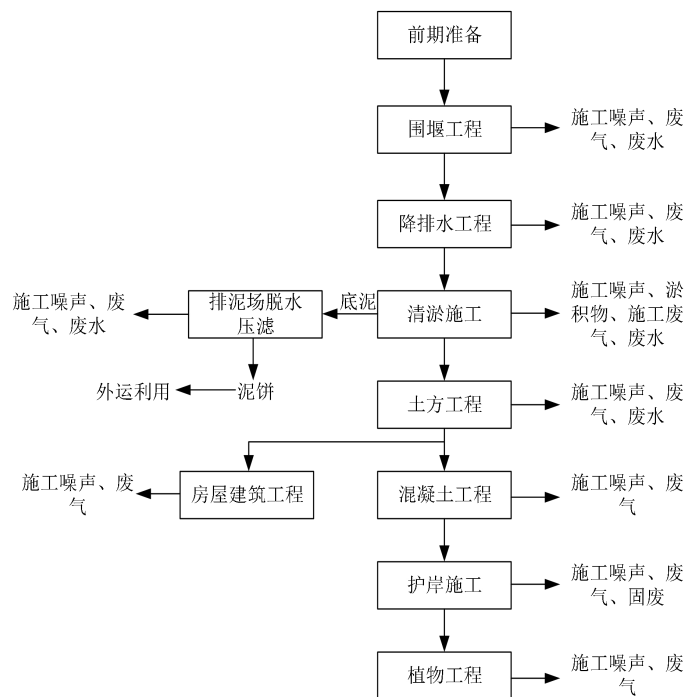 前期准备
围堰工程
施工噪声、废
气、废水
降排水工程
施工噪声、废
气、废水
施工噪声、废
气、废水
排泥场脱水
压滤
底泥
清淤施工
施工噪声、淤
积物、施工废
气、废水
外运利用
泥饼
土方工程
施工噪声、废
气、废水
施工噪声、废
气
房屋建筑工程
混凝土工程
施工噪声、废
气
护岸施工
施工噪声、废
气、固废
植物工程
施工噪声、废
气